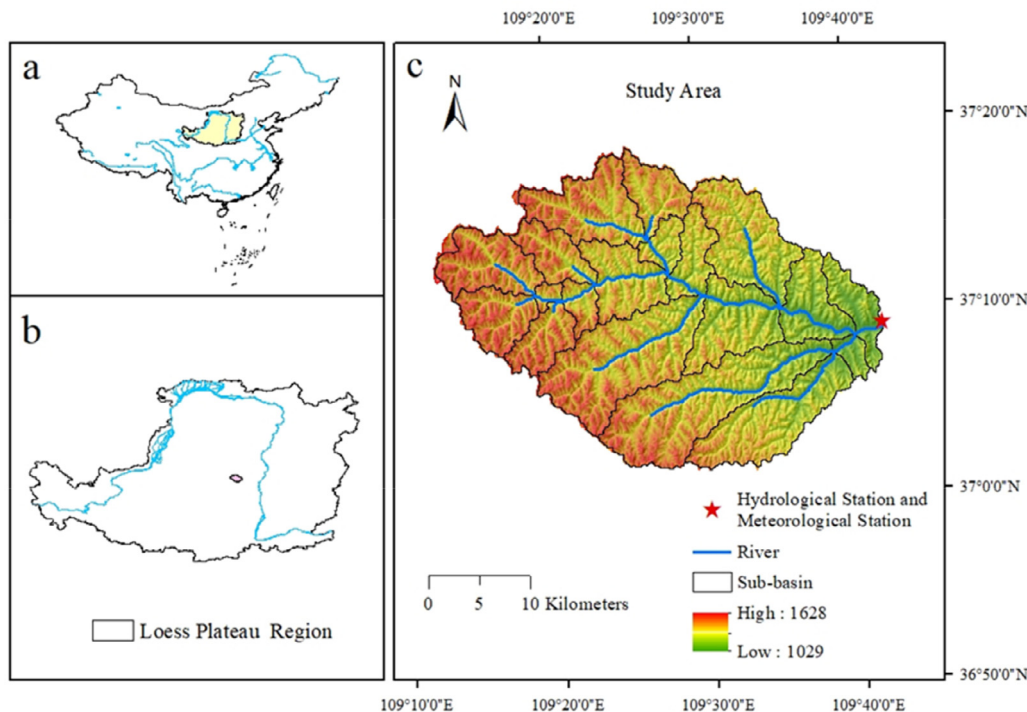 109°20'0"E 109°30'0"E 109°40'0"E
a
b
Loess Plateau Region
c
N
Study Area
37°20'0"N
37°10'0"N
37°0'0"N
36°50'0"N
Hydrological Station and
Meteorological Station
River
Sub-basin
High : 1628
Low : 1029
0 5 10 Kilometers
109°10'0"E 109°20'0"E 109°30'0"E 109°40'0"E